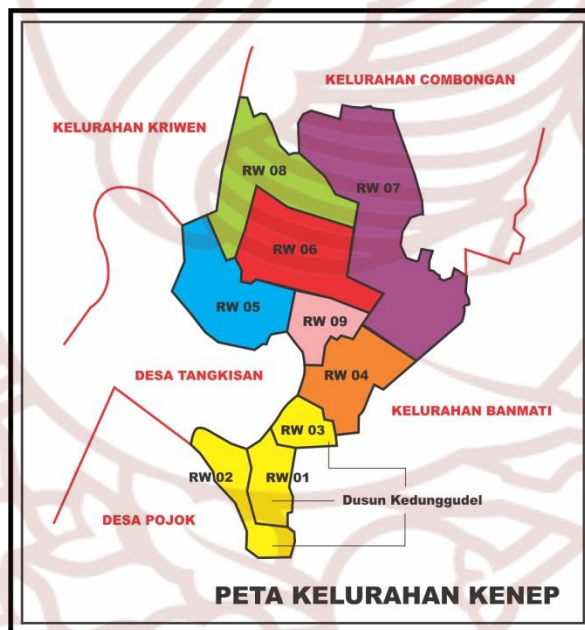 KELURAHAN COMBONGAN
KELURAHAN KRIWEN
RW 08
RW 07
RW 06
RW 05
RW 09
DESA TANGKISAN
RW 04
KELURAHAN BANMATI
RW 03
RW 02
RW 01
Dusun Kedunggudel
DESA POJOK
PETA KELURAHAN KENEP